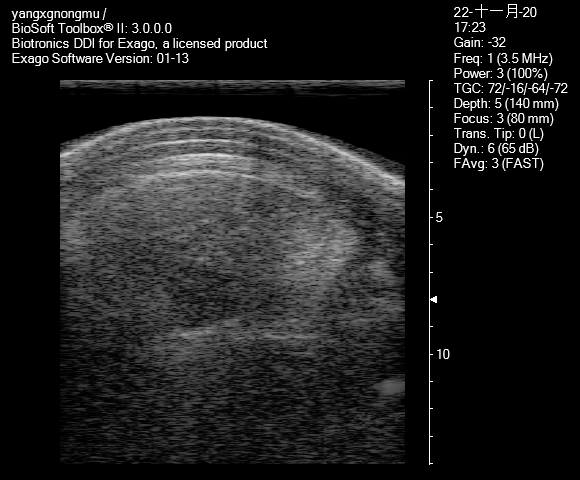 yangxgnongmu /
BioSoft Toolbox® II: 3.0.0.0
Biotronics DDI for Exago, a licensed product
Exago Software Version: 01-13
22-十一月-20
17:23
Gain: -32
Freq: 1 (3.5 MHz)
Power: 3 (100%)
TGC: 72/-16/-64/-72
Depth: 5 (140 mm)
Focus: 3 (80 mm)
Trans. Tip: 0 (L)
Dyn.: 6 (65 dB)
FAvg: 3 (FAST)
5
10